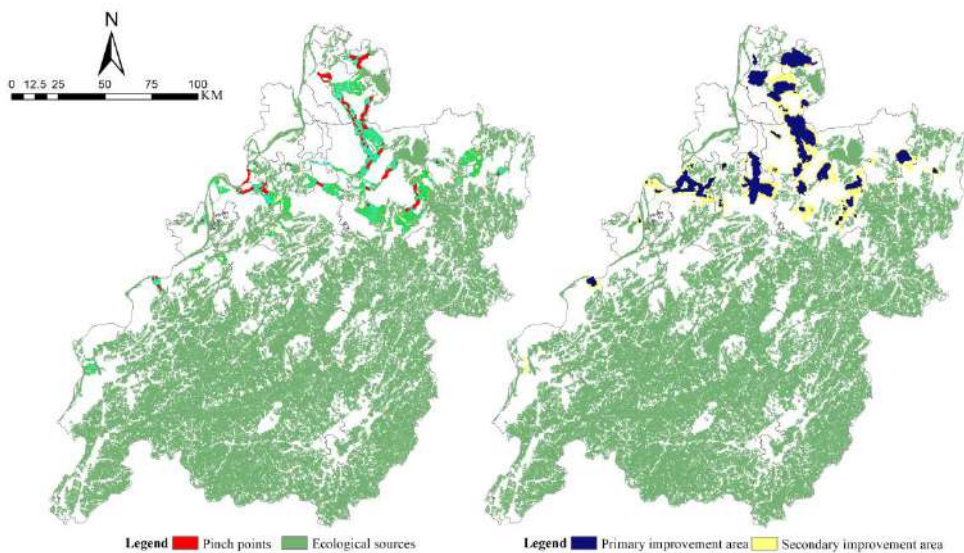 N
0 12.5 25 50 75 100
KM
Legend Pinch points Ecological sources
Legend Primary improvement area Secondary improvement area